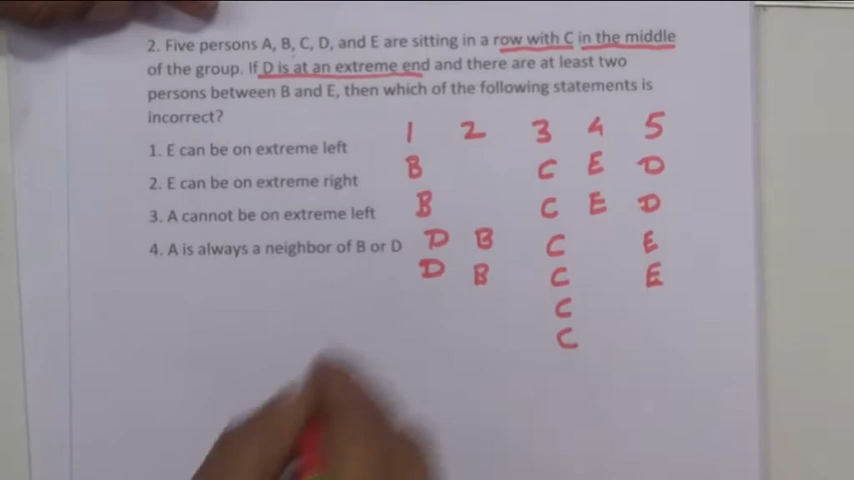 2. Five persons A, B, C, D, and E are sitting in a row with C in the middle
of the group. If D is at an extreme end and there are at least two
persons between B and E, then which of the following statements is
incorrect?
1. E can be on extreme left
2. E can be on extreme right
3. A cannot be on extreme left
4. A is always a neighbor of B or D
1 2 3 4 5
B C E D
B C E D
D B C E
D B C E
C
C